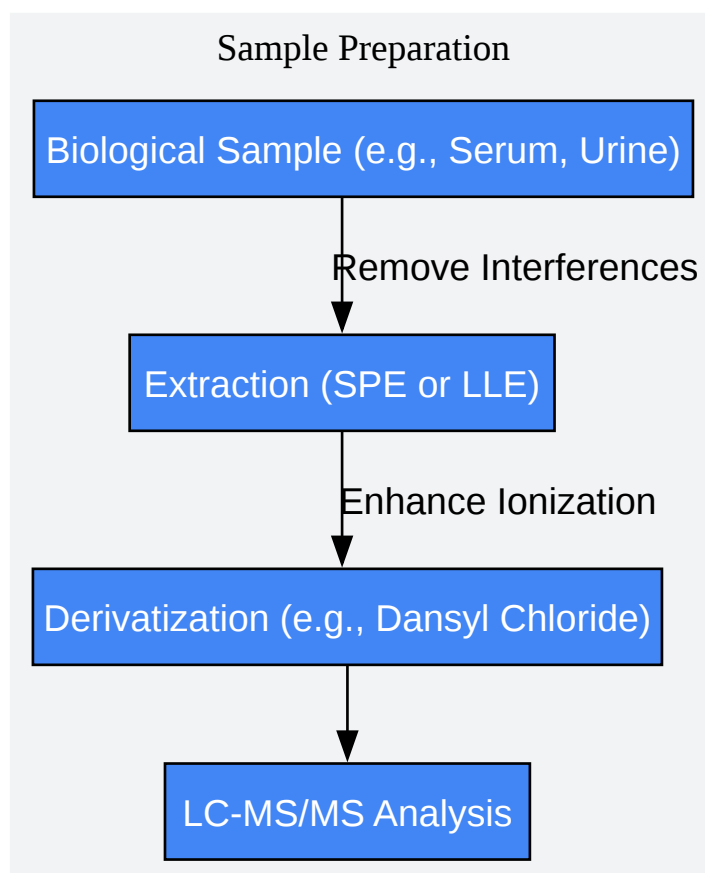 Sample Preparation
Biological Sample (e.g., Serum, Urine)
Remove Interferences
Extraction (SPE or LLE)
Enhance Ionization
Derivatization (e.g., Dansyl Chloride)
LC-MS/MS Analysis